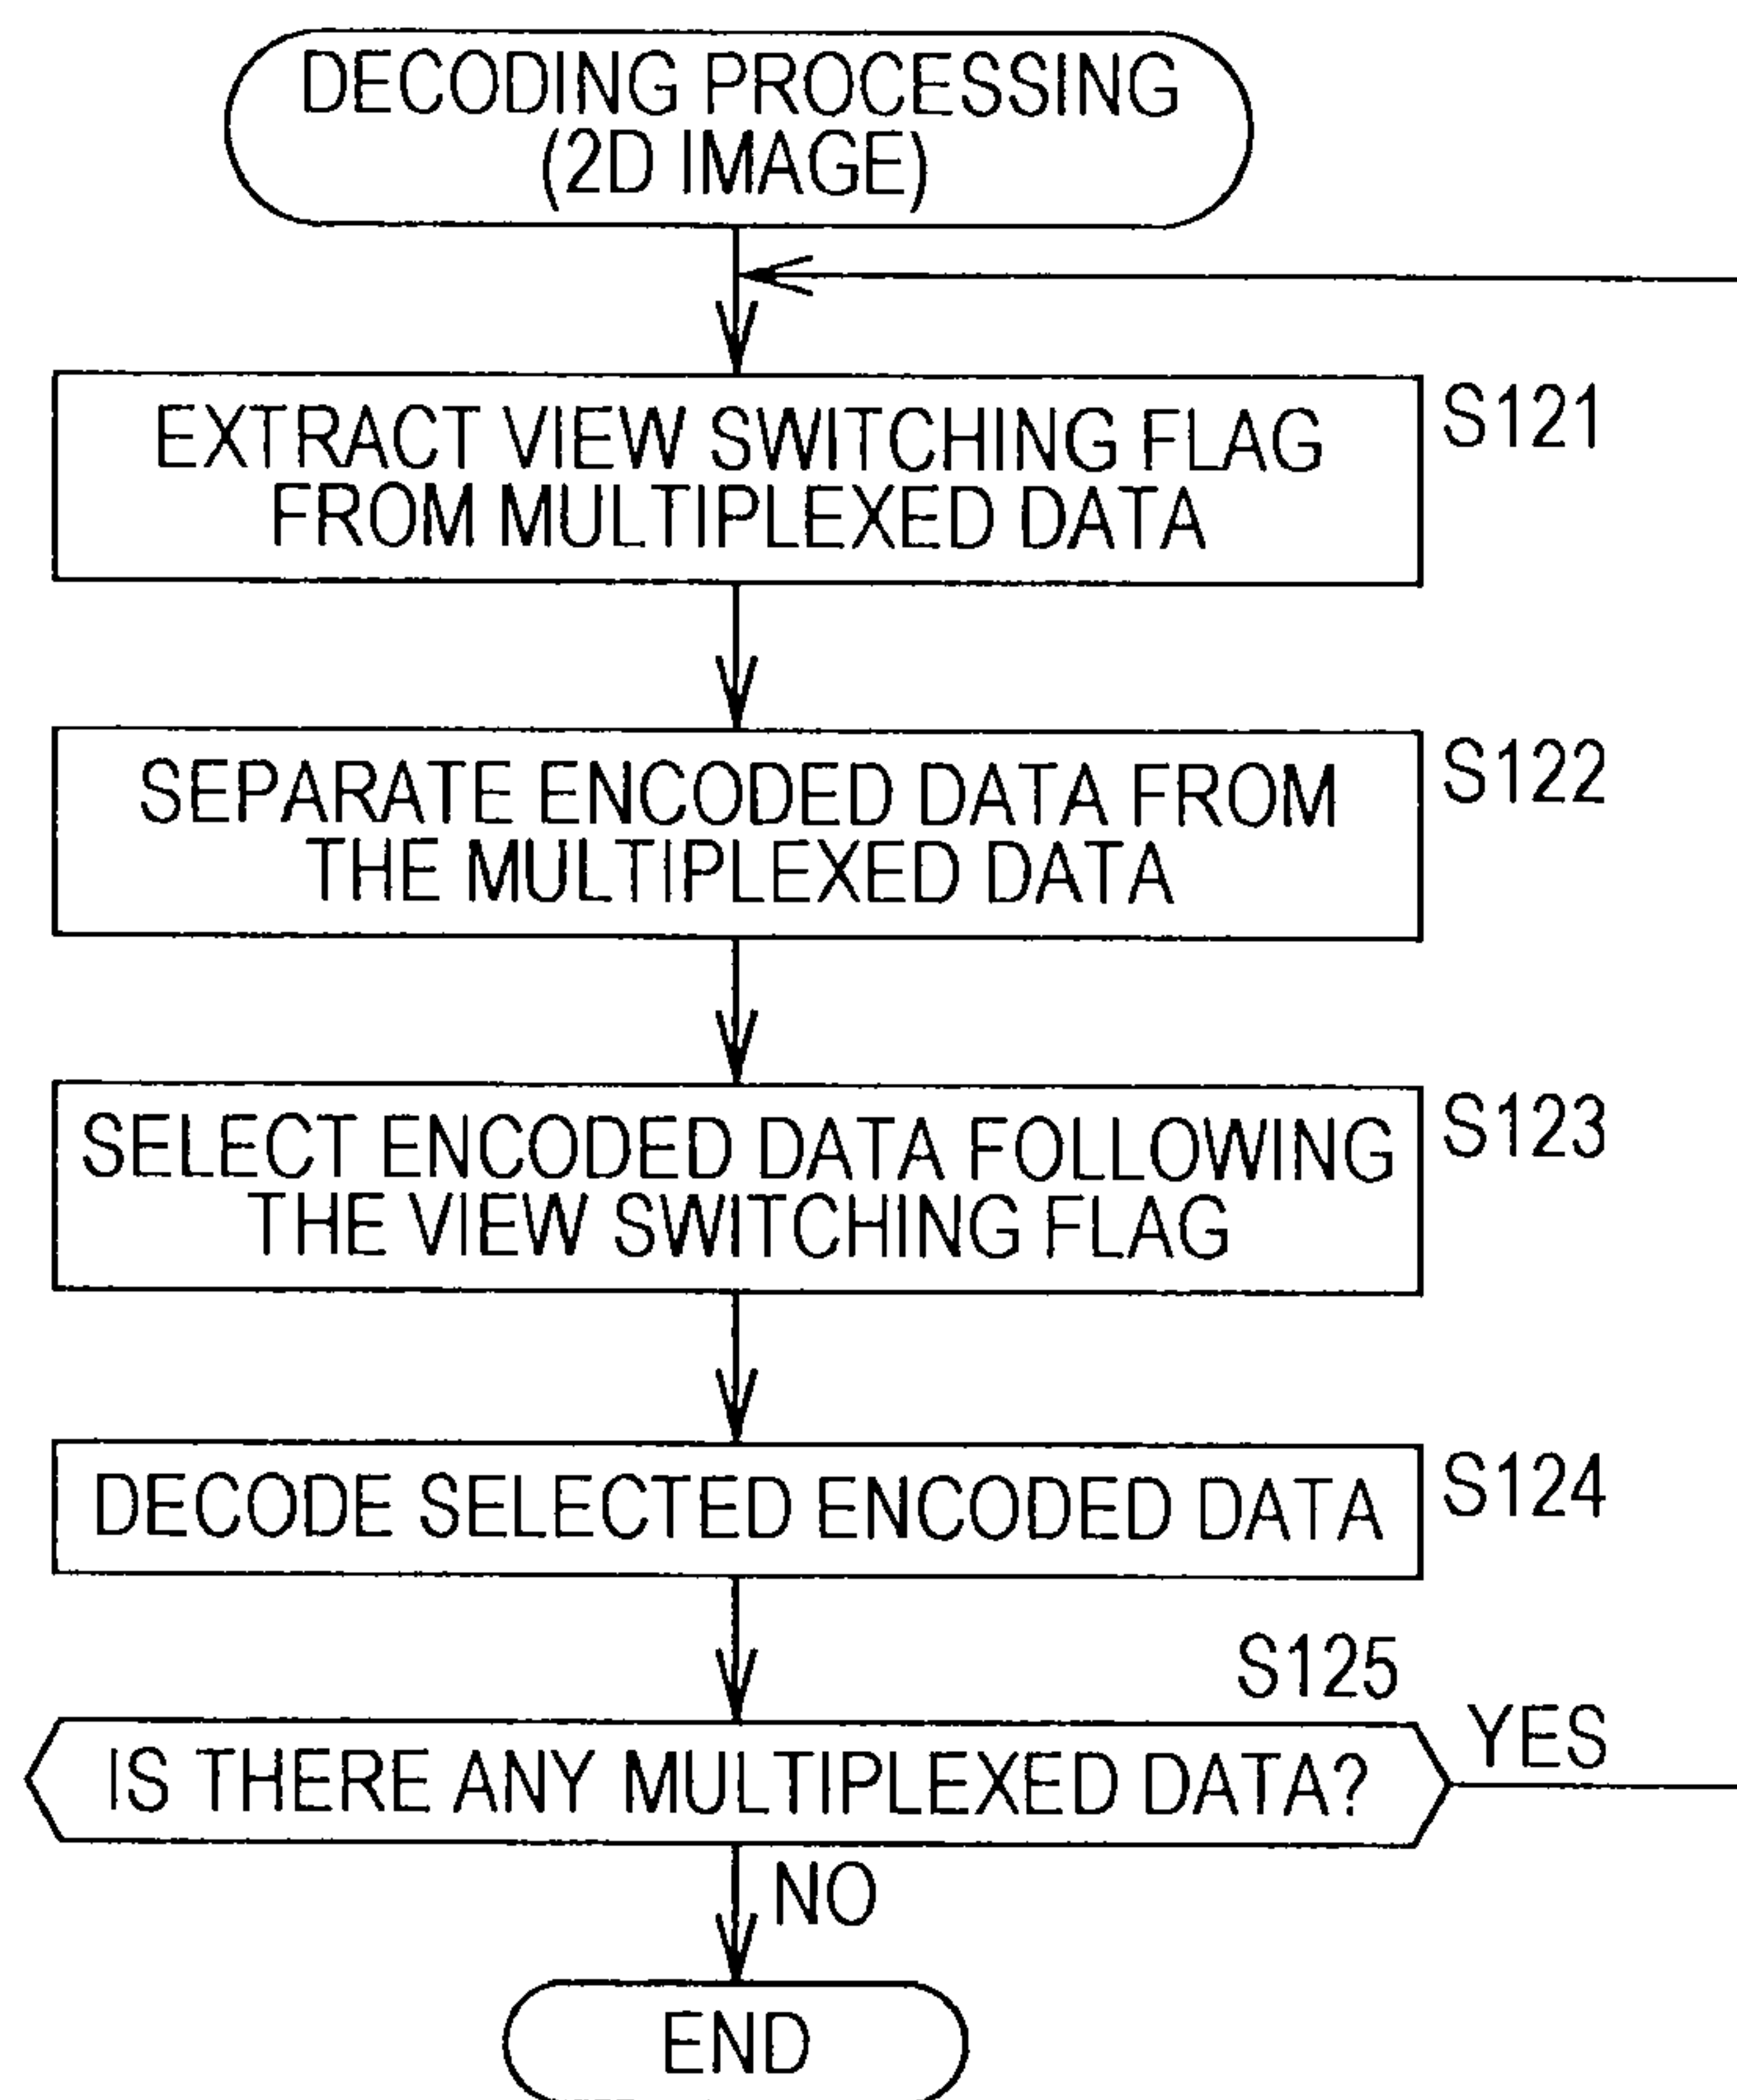 DECODING PROCESSING
(2D IMAGE)
EXTRACT VIEW SWITCHING FLAG
FROM MULTIPLEXED DATA
S121
SEPARATE ENCODED DATA FROM
THE MULTIPLEXED DATA
S122
SELECT ENCODED DATA FOLLOWING
THE VIEW SWITCHING FLAG
S123
DECODE SELECTED ENCODED DATA
S124
S125
IS THERE ANY MULTIPLEXED DATA?
YES
NO
END